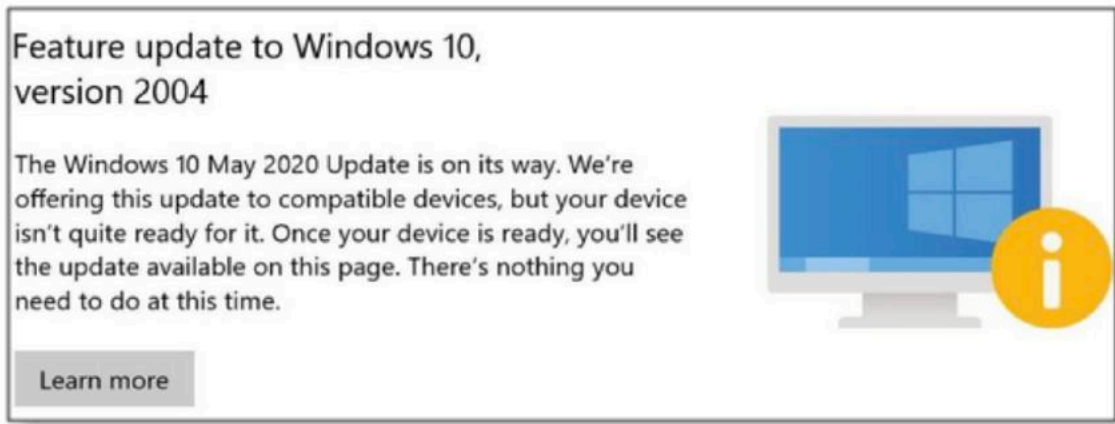 Feature update to Windows 10,
version 2004
The Windows 10 May 2020 Update is on its way. We're
offering this update to compatible devices, but your device
isn't quite ready for it. Once your device is ready, you'll see
the update available on this page. There's nothing you
need to do at this time.
Learn more